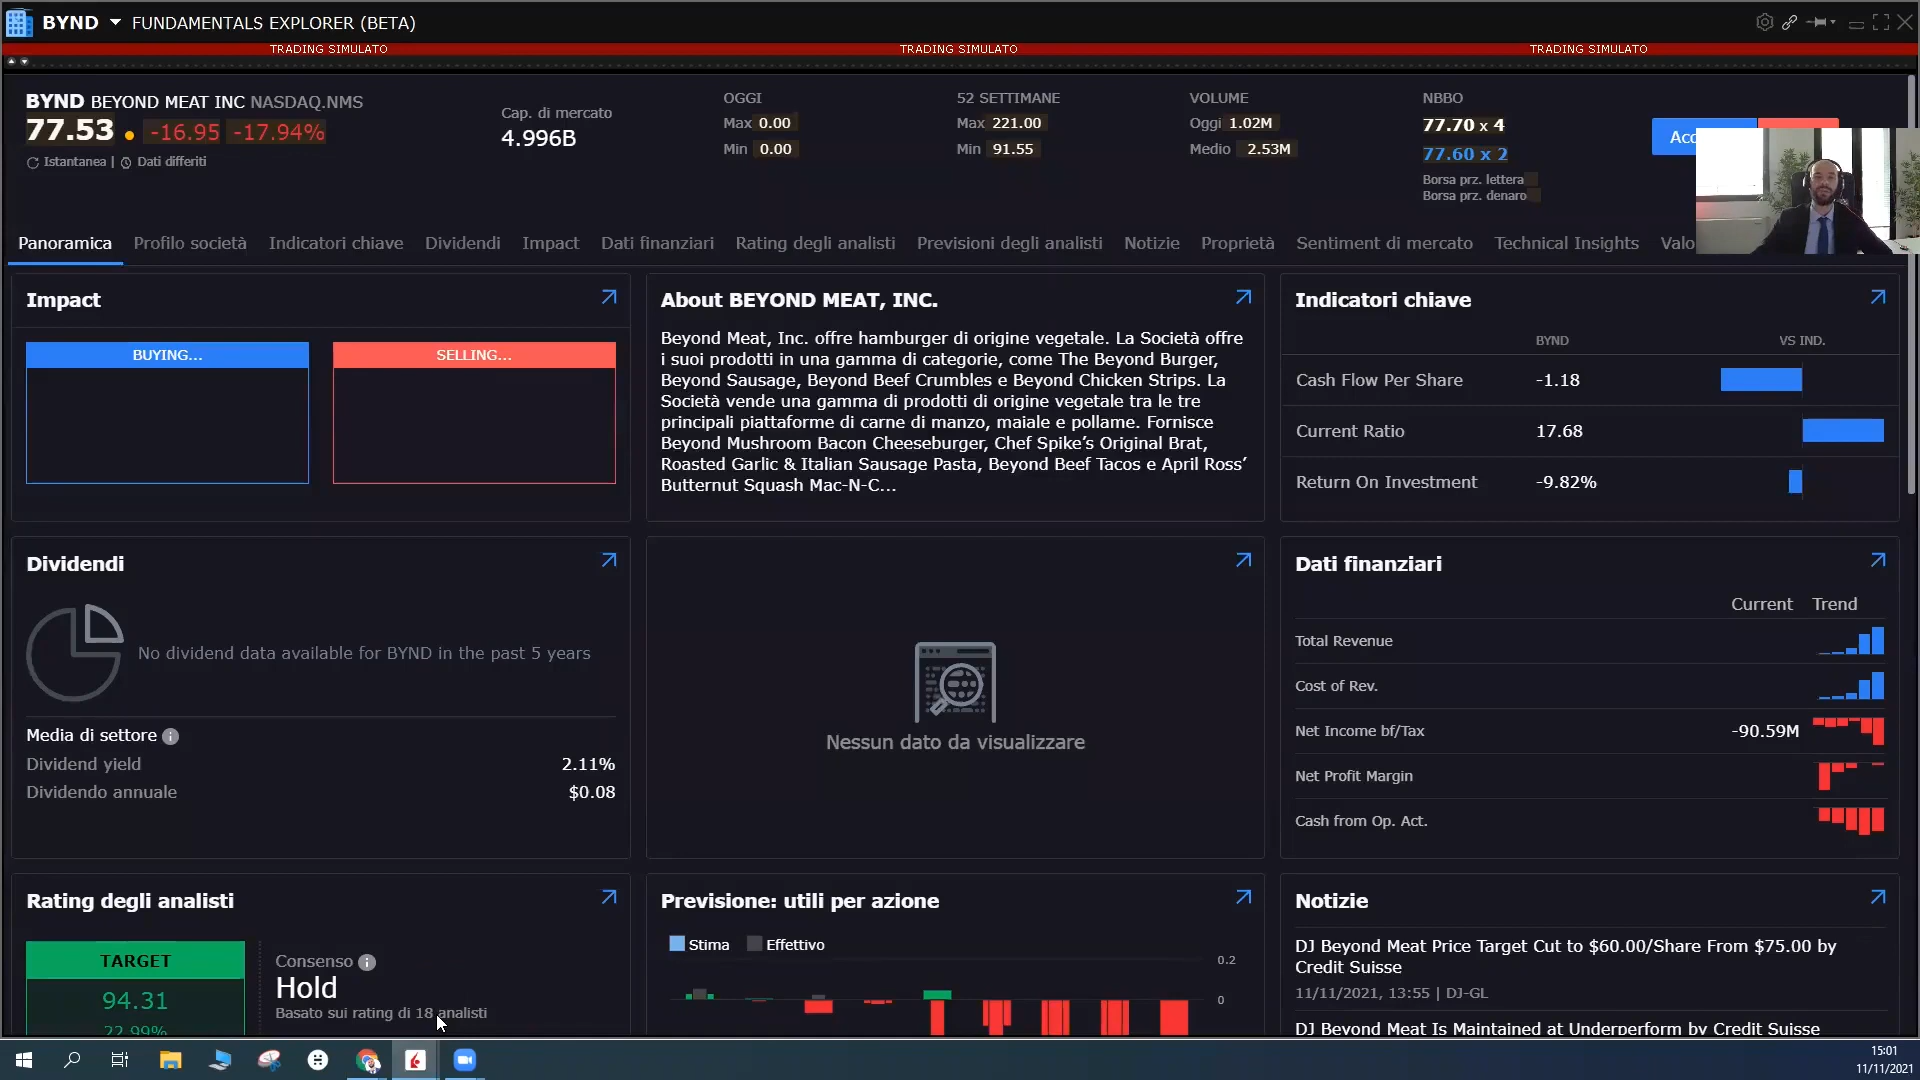 BYND FUNDAMENTALS EXPLORER (BETA)
TRADING SIMULATO TRADING SIMULATO TRADING SIMULATO
BYND BEYOND MEAT INC NASDAQ.NMS
77.53 -16.95 -17.94%
Istantanea | Dati differiti
Cap. di mercato
4.996B
OGGI
Max 0.00
Min 0.00
52 SETTIMANE
Max 221.00
Min 91.55
VOLUME
Oggi 1.02M
Medio 2.53M
NBBO
77.70 x 4
77.60 x 2
Borsa prz. lettera
Borsa prz. denaro
Acc
Panoramica Profilo società Indicatori chiave Dividendi Impact Dati finanziari Rating degli analisti Previsioni degli analisti Notizie Proprietà Sentiment di mercato Technical Insights Valo
Impact
BUYING... SELLING...
About BEYOND MEAT, INC.
Beyond Meat, Inc. offre hamburger di origine vegetale. La Società offre
i suoi prodotti in una gamma di categorie, come The Beyond Burger,
Beyond Sausage, Beyond Beef Crumbles e Beyond Chicken Strips. La
Società vende una gamma di prodotti di origine vegetale tra le tre
principali piattaforme di carne di manzo, maiale e pollame. Fornisce
Beyond Mushroom Bacon Cheeseburger, Chef Spike's Original Brat,
Roasted Garlic & Italian Sausage Pasta, Beyond Beef Tacos e April Ross'
Butternut Squash Mac-N-C...
Indicatori chiave
BYND VS IND.
Cash Flow Per Share -1.18
Current Ratio 17.68
Return On Investment -9.82%
Dividendi
No dividend data available for BYND in the past 5 years
Media di settore
Dividend yield 2.11%
Dividendo annuale $0.08
Nessun dato da visualizzare
Dati finanziari
Current Trend
Total Revenue
Cost of Rev.
Net Income bf/Tax -90.59M
Net Profit Margin
Cash from Op. Act.
Rating degli analisti
TARGET
94.31
22.99%
Consenso
Hold
Basato sui rating di 18 analisti
Previsione: utili per azione
Stima Effettivo
0.2
0
Notizie
DJ Beyond Meat Price Target Cut to $60.00/Share From $75.00 by
Credit Suisse
11/11/2021, 13:55 | DJ-GL
DJ Beyond Meat Is Maintained at Underperform by Credit Suisse
15:01
11/11/2021